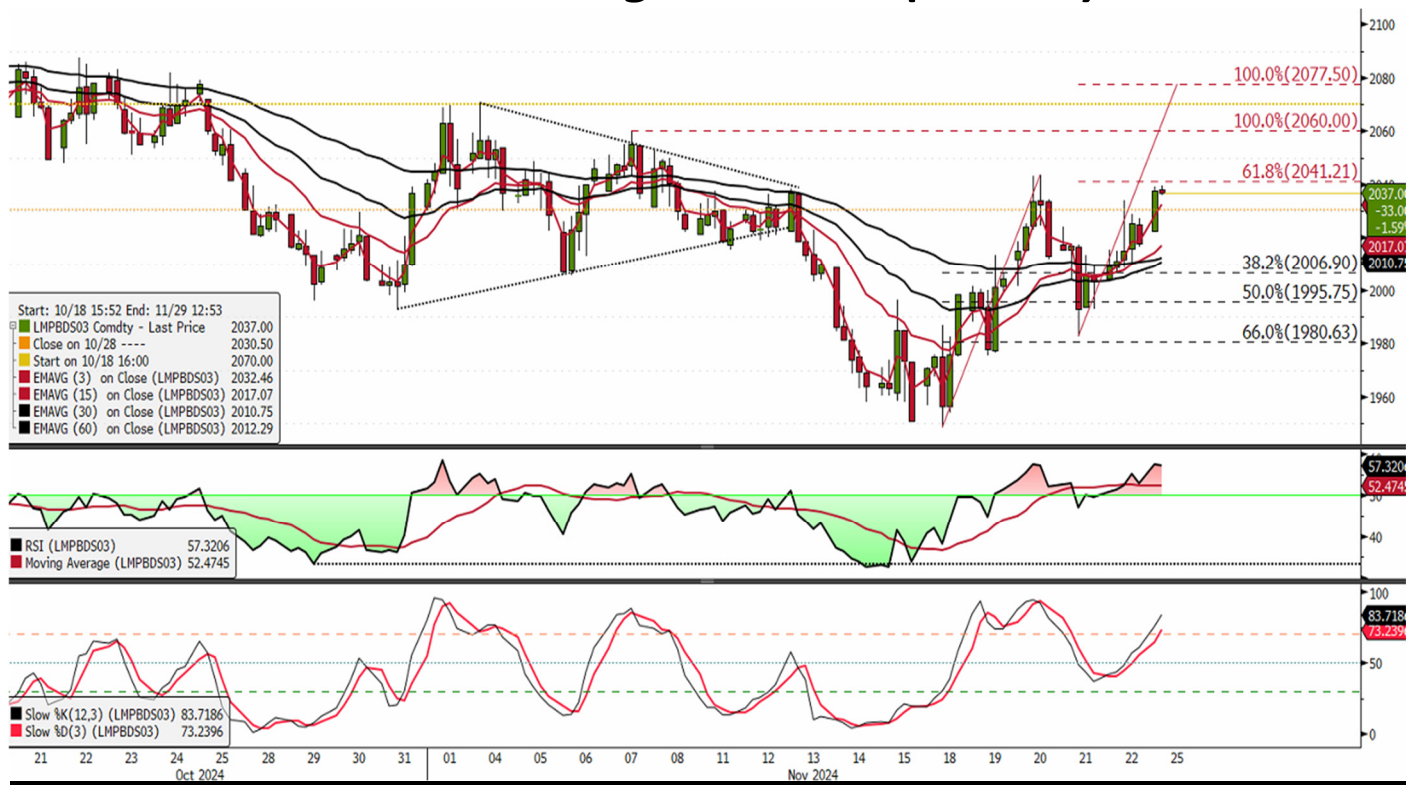 2100
100.0%(2077.50)
2080
100.0%(2060.00)
2060
61.8%(2041.21)
2037.00
-33.00
-1.59%
2017.07
2010.75
38.2%(2006.90)
2000
50.0%(1995.75)
66.0%(1980.63)
1980
1960
Start: 10/18 15:52 End: 11/29 12:53
LMPBDS03 Comdty - Last Price 2037.00
Close on 10/28 ---- 2030.50
Start on 10/18 16:00 2070.00
EMAVG (3) on Close (LMPBDS03) 2032.46
EMAVG (15) on Close (LMPBDS03) 2017.07
EMAVG (30) on Close (LMPBDS03) 2010.75
EMAVG (60) on Close (LMPBDS03) 2012.29
57.3206
52.4745
40
RSI (LMPBDS03) 57.3206
Moving Average (LMPBDS03) 52.4745
100
83.7186
73.2396
50
0
Slow %K(12,3) (LMPBDS03) 83.7186
Slow %D(3) (LMPBDS03) 73.2396
21 22 23 24 25 28 29 30 31 01 04 05 06 07 08 11 12 13 14 15 18 19 20 21 22 25
Oct 2024 Nov 2024